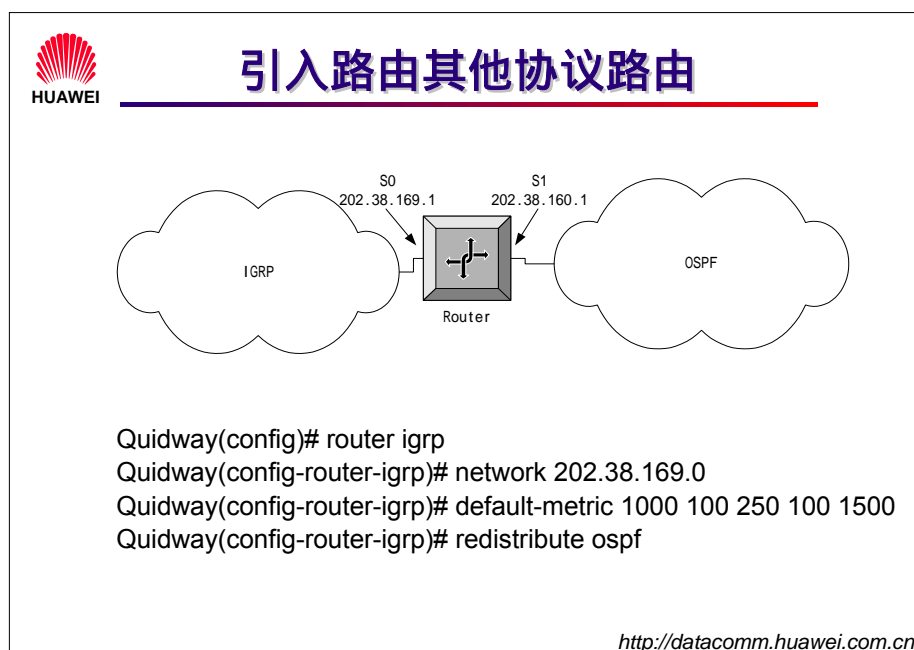 HUAWEI
引入路由其他协议路由
S0
202.38.169.1
S1
202.38.160.1
IGRP
OSPF
Router
Quidway(config)# router igrp
Quidway(config-router-igrp)# network 202.38.169.0
Quidway(config-router-igrp)# default-metric 1000 100 250 100 1500
Quidway(config-router-igrp)# redistribute ospf
http://datacomm.huawei.com.cn